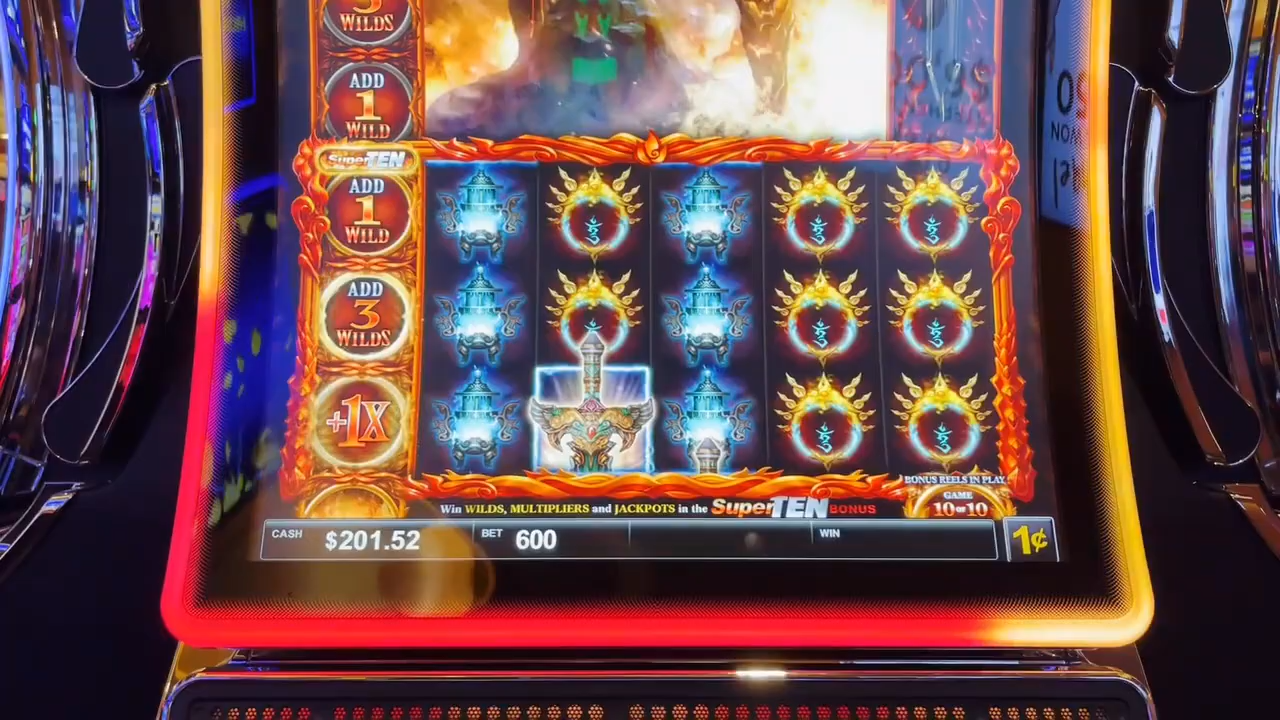 3
WILDS
ADD
1
WILD
SuperTEN
ADD
1
WILD
ADD
3
WILDS
+1X
BONUS REELS IN PLAY
GAME
10 OF 10
Win WILDS, MULTIPLIERS and JACKPOTS in the SuperTEN BONUS
CASH $201.52 BET 600 WIN 1¢